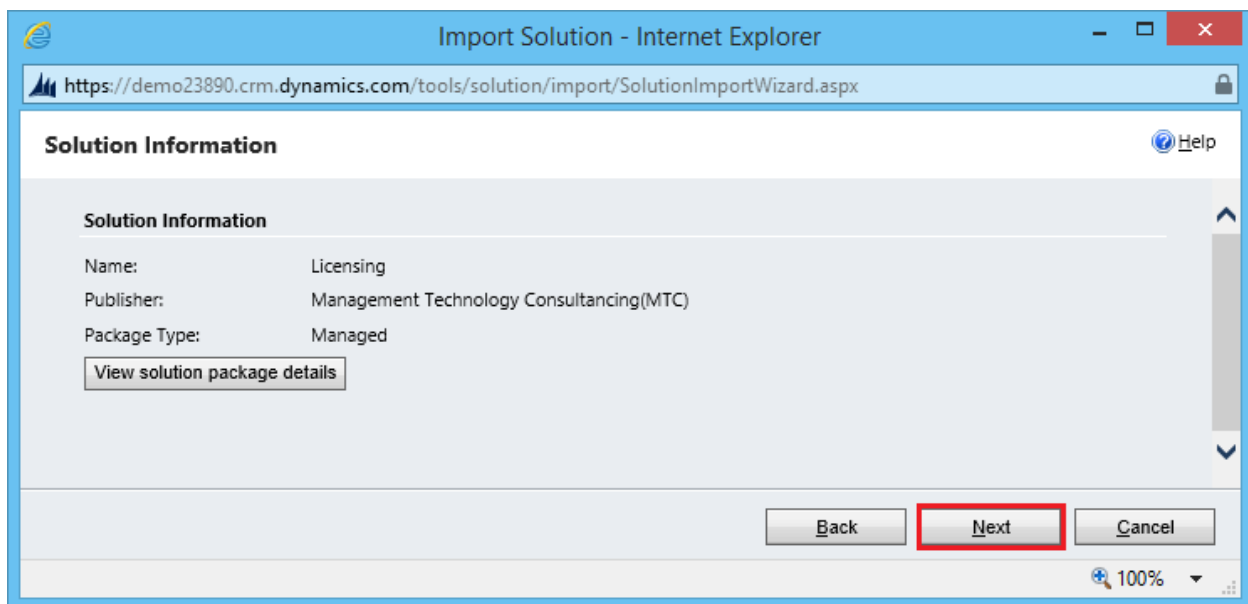 Import Solution - Internet Explorer
https://demo23890.crm.dynamics.com/tools/solution/import/SolutionImportWizard.aspx
Solution Information
Help
Solution Information
Name: Licensing
Publisher: Management Technology Consultancing(MTC)
Package Type: Managed
View solution package details
Back Next Cancel
100%